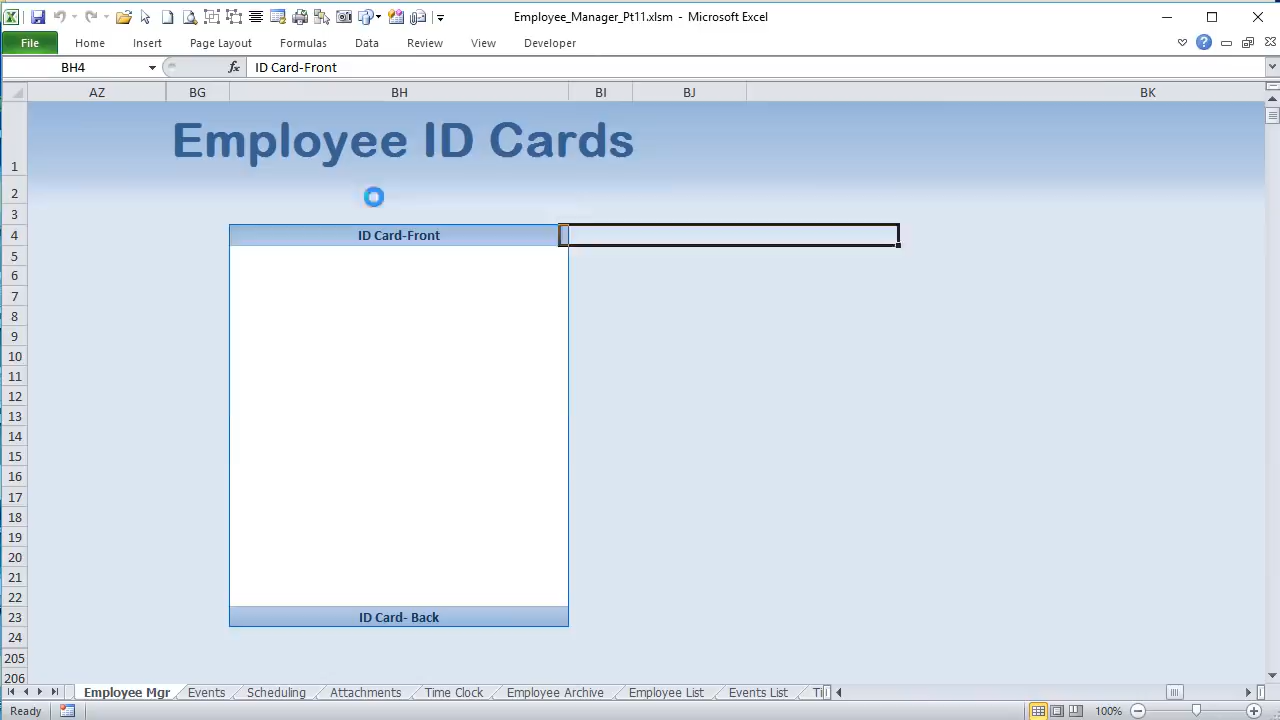 Employee_Manager_Pt11.xlsm - Microsoft Excel
File Home Insert Page Layout Formulas Data Review View Developer
BH4 fx ID Card-Front
AZ BG BH BI BJ BK
1 Employee ID Cards
2
3
4 ID Card-Front
5
6
7
8
9
10
11
12
13
14
15
16
17
18
19
20
21
22
23 ID Card- Back
24
205
206
Employee Mgr Events Scheduling Attachments Time Clock Employee Archive Employee List Events List
Ready 100%